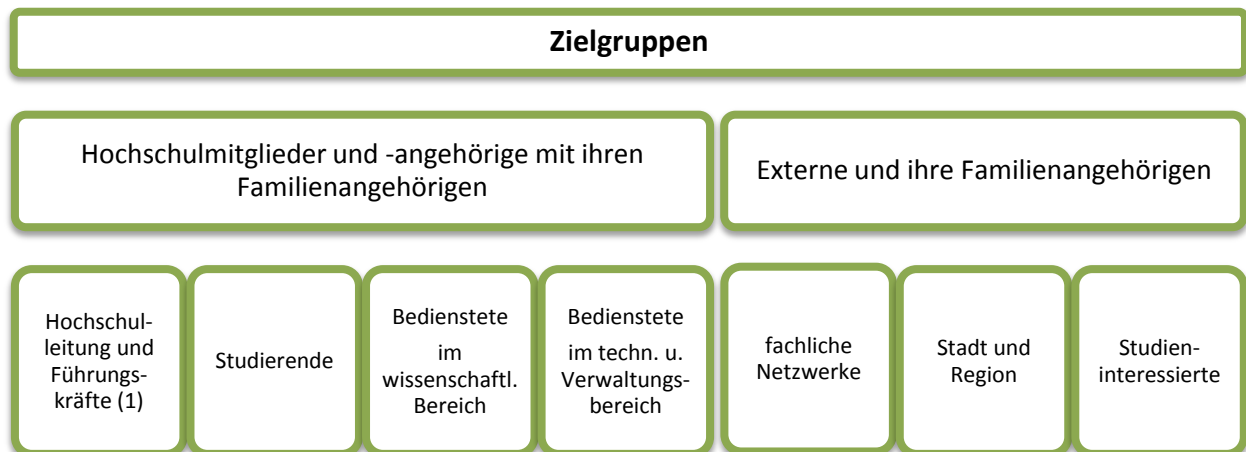 Zielgruppen
Hochschulmitglieder und -angehörige mit ihren
Familienangehörigen
Externe und ihre Familienangehörigen
Hochschul-
leitung und
Führungs-
kräfte (1)
Studierende
Bedienstete
im
wissenschaftl.
Bereich
Bedienstete
im techn. u.
Verwaltungs-
bereich
fachliche
Netzwerke
Stadt und
Region
Studien-
interessierte